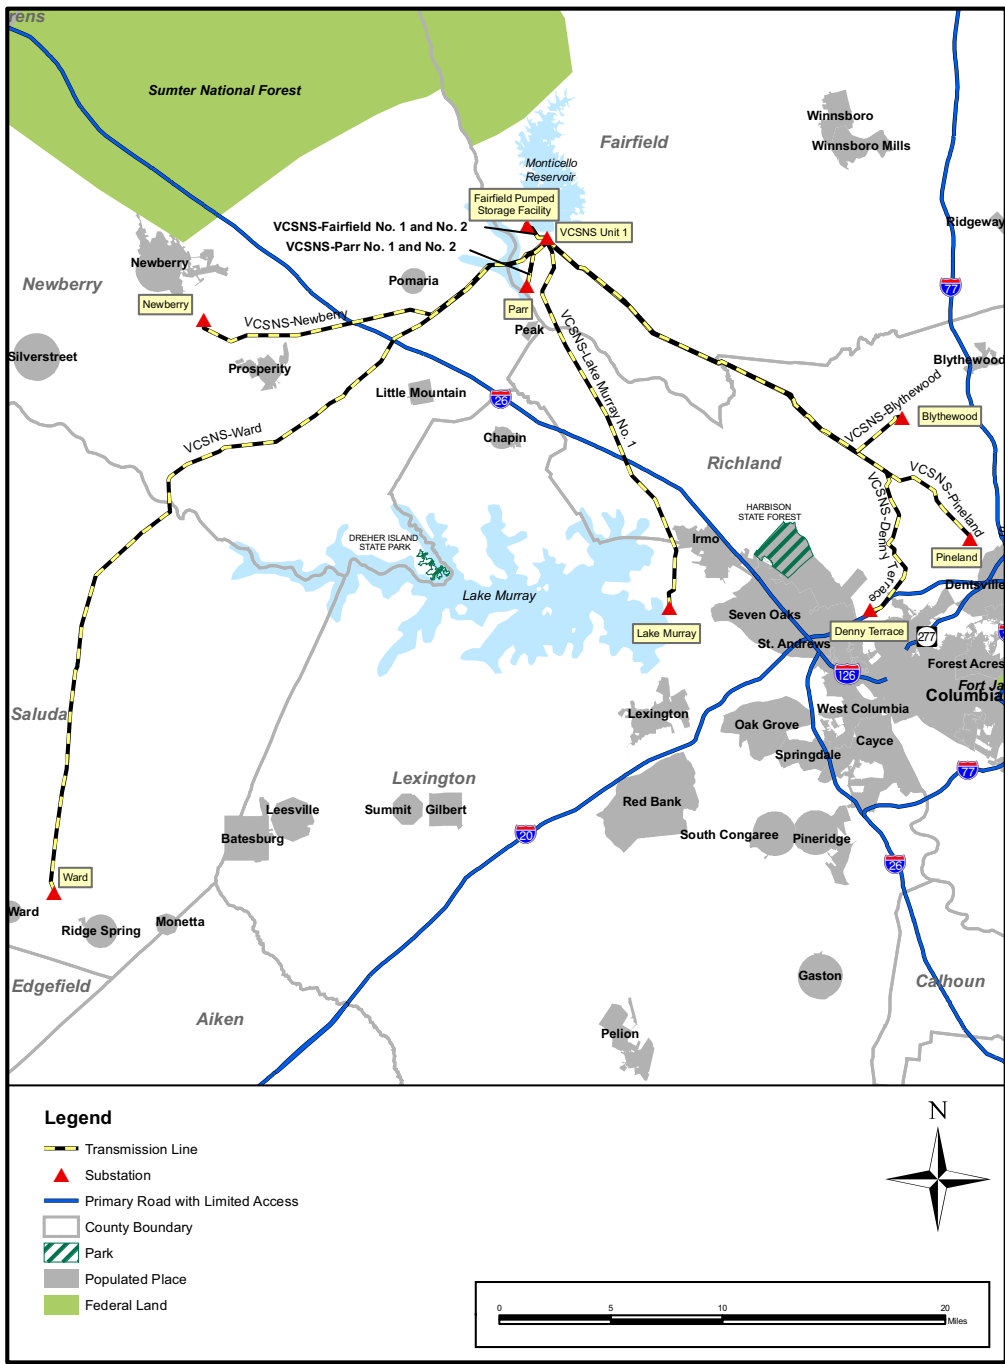 rens
Sumter National Forest
Fairfield
Winnsboro
Winnsboro Mills
Monticello
Reservoir
Fairfield Pumped
Storage Facility
VCSNS-Fairfield No. 1 and No. 2
VCSNS Unit 1
VCSNS-Parr No. 1 and No. 2
Ridgeway
Newberry
Newberry
Pomaria
77
Newberry
Parr
VCSNS-Newberry
Peak
Silverstreet
Prosperity
VCSNS-Lake Murray No. 1
Blythewood
Little Mountain
26
VCSNS-Blythewood
Blythewood
VCSNS-Ward
Chapin
Richland
VCSNS-Pineland
VCSNS-Denny Terrace
HARBISON
STATE FOREST
DREHER ISLAND
STATE PARK
Irmo
Pineland
Dentsville
Lake Murray
Seven Oaks
Lake Murray
Denny Terrace
277
St. Andrews
Forest Acres
126
Fort Ja
Columbia
Saluda
Lexington
West Columbia
Oak Grove
Cayce
Springdale
77
Lexington
Red Bank
Leesville
Summit
Gilbert
Batesburg
20
South Congaree
Pineridge
26
Ward
Ward
Ridge Spring
Monetta
Edgefield
Gaston
Calhoun
Aiken
Pelion
Legend
Transmission Line
Substation
Primary Road with Limited Access
County Boundary
Park
Populated Place
Federal Land
N
0 5 10 20
Miles